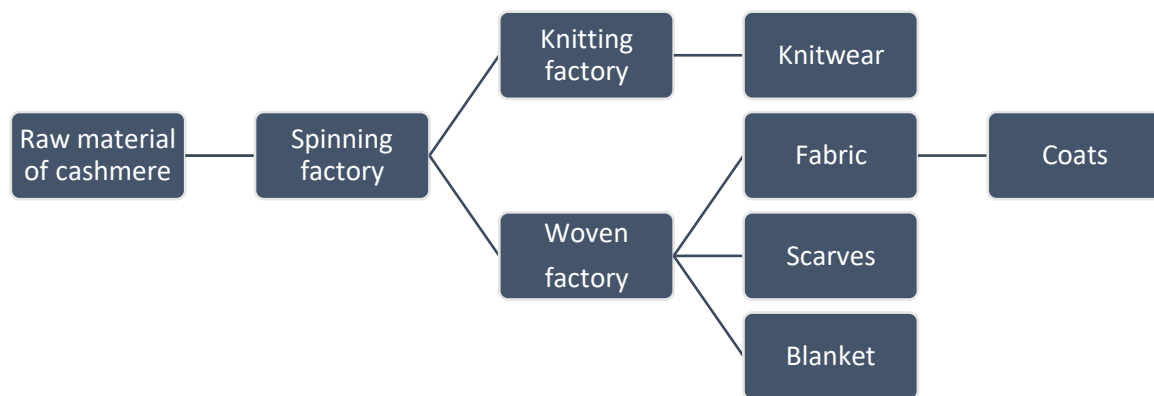 Raw material
of cashmere
Spinning
factory
Knitting
factory
Knitwear
Woven
factory
Fabric
Coats
Scarves
Blanket